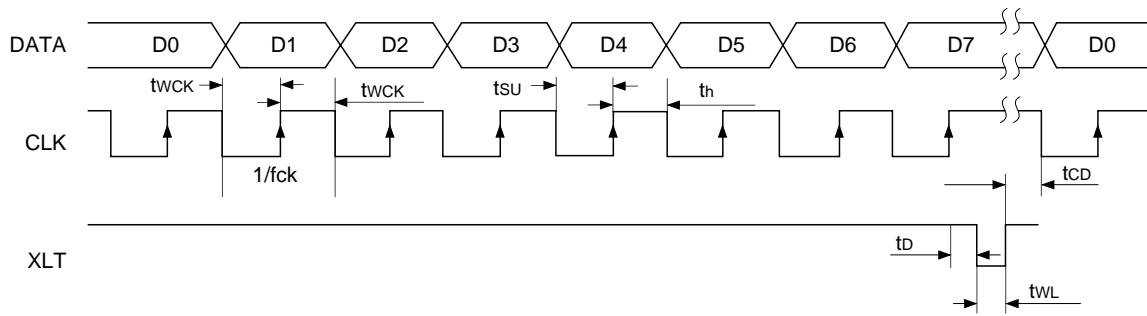 DATA D0 D1 D2 D3 D4 D5 D6 D7 D0
tWCK tWCK tSU th
CLK
1/fck tCD
XLT tD
tWL